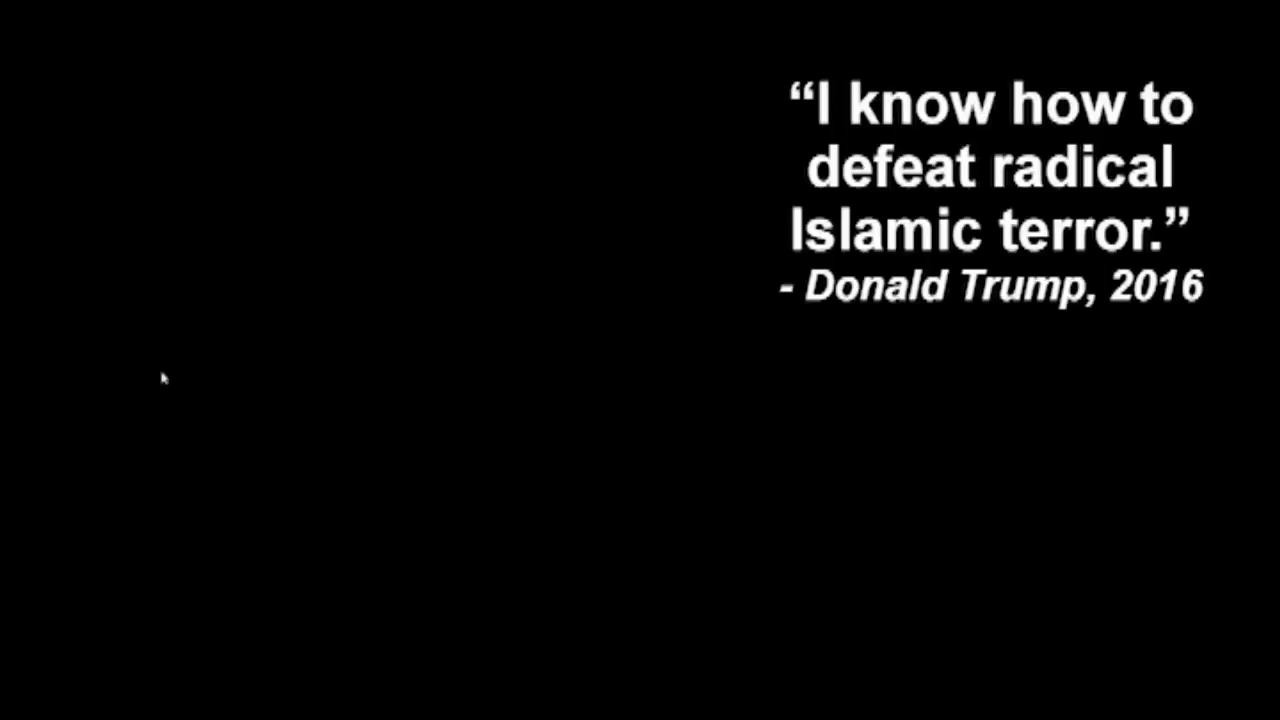 “I know how to
defeat radical
Islamic terror.”
- Donald Trump, 2016